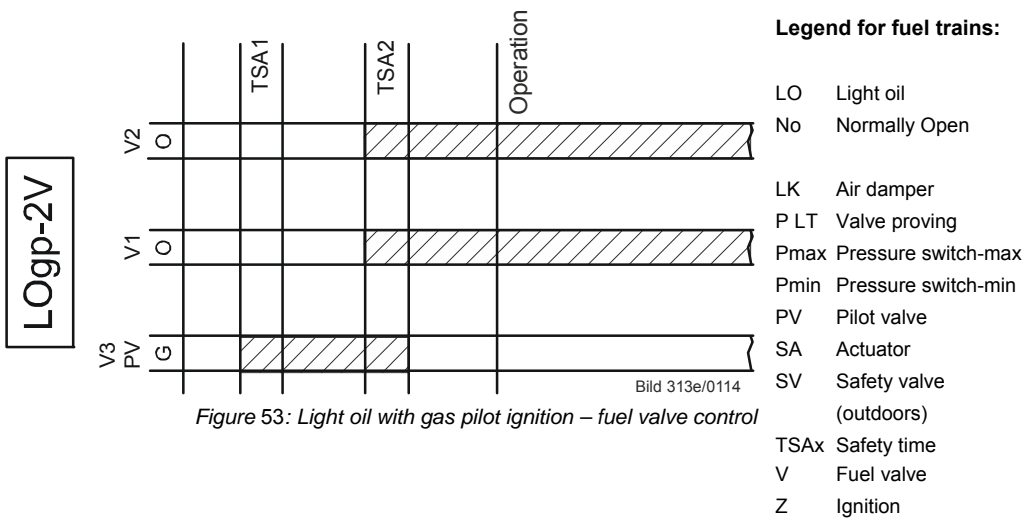 LOgp-2V
TSA1
TSA2
Operation
V2
O
V1
O
V3
PV
G
Bild 313e/0114
Figure 53: Light oil with gas pilot ignition – fuel valve control
Legend for fuel trains:
LO Light oil
No Normally Open
LK Air damper
P LT Valve proving
Pmax Pressure switch-max
Pmin Pressure switch-min
PV Pilot valve
SA Actuator
SV Safety valve
(outdoors)
TSAx Safety time
V Fuel valve
Z Ignition